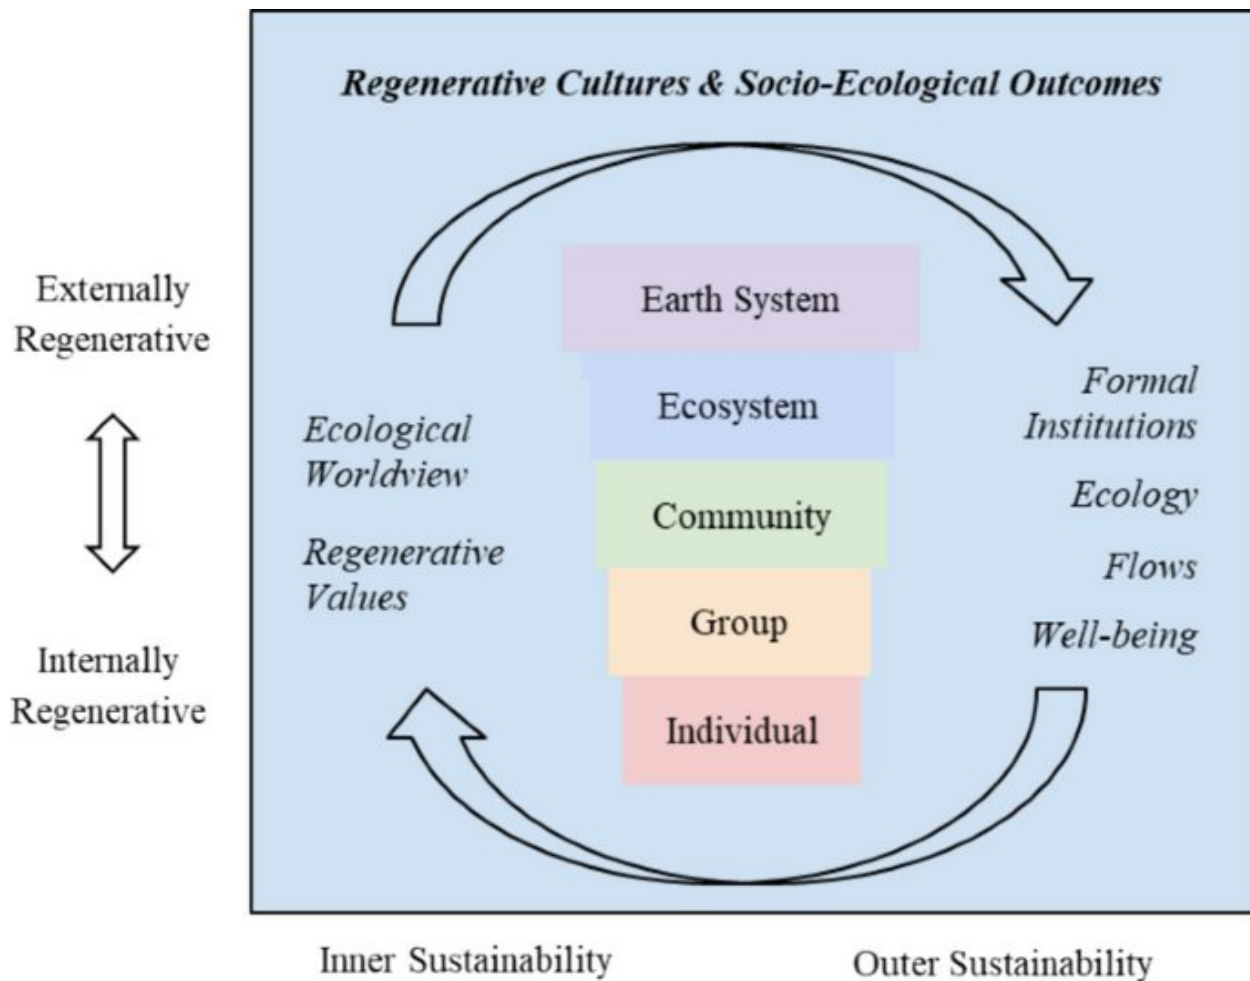 Regenerative Cultures & Socio-Ecological Outcomes
Externally
Regenerative
Internally
Regenerative
Ecological
Worldview
Regenerative
Values
Earth System
Ecosystem
Community
Group
Individual
Formal
Institutions
Ecology
Flows
Well-being
Inner Sustainability
Outer Sustainability